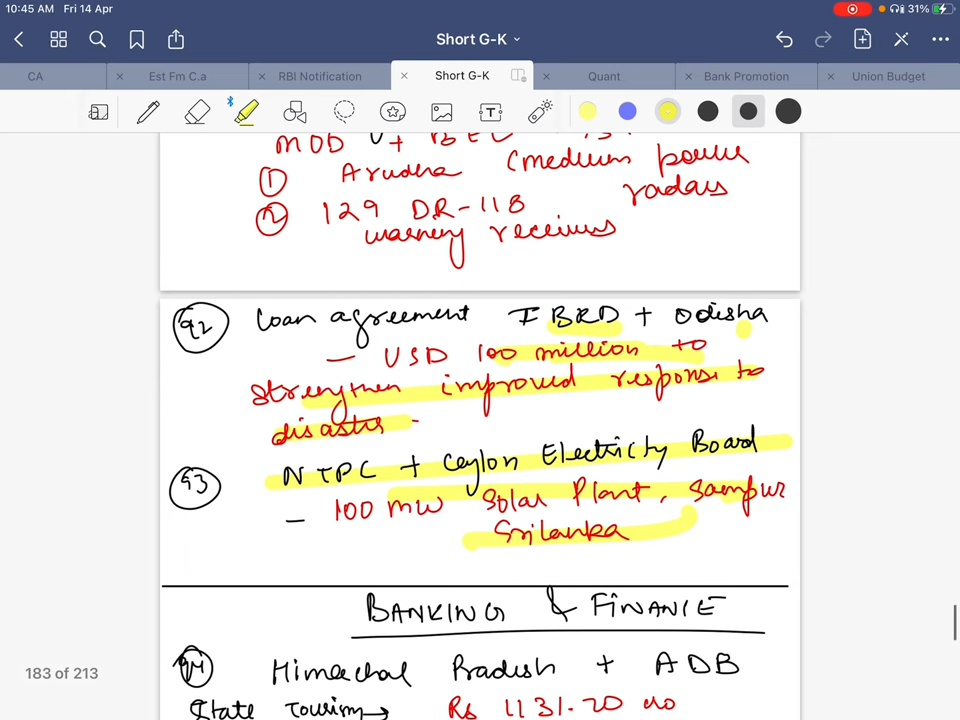 10:45 AM Fri 14 Apr
31%
Short G-K
CA
Est Fm C.a
RBI Notification
Short G-K
Quant
Bank Promotion
Union Budget
MOD + BEL
① Arudhra (medium power radars
② 129 DR-118
warning receivers
92 Loan agreement IBRD + Odisha
— USD 100 million to
strengthen improved response to
disaster
93 NTPC + Ceylon Electricity Board
— 100 MW Solar Plant, Sampur
Srilanka
BANKING & FINANCE
94 Himachal Pradesh + ADB
183 of 213
State Tourism → Rs 1131.20